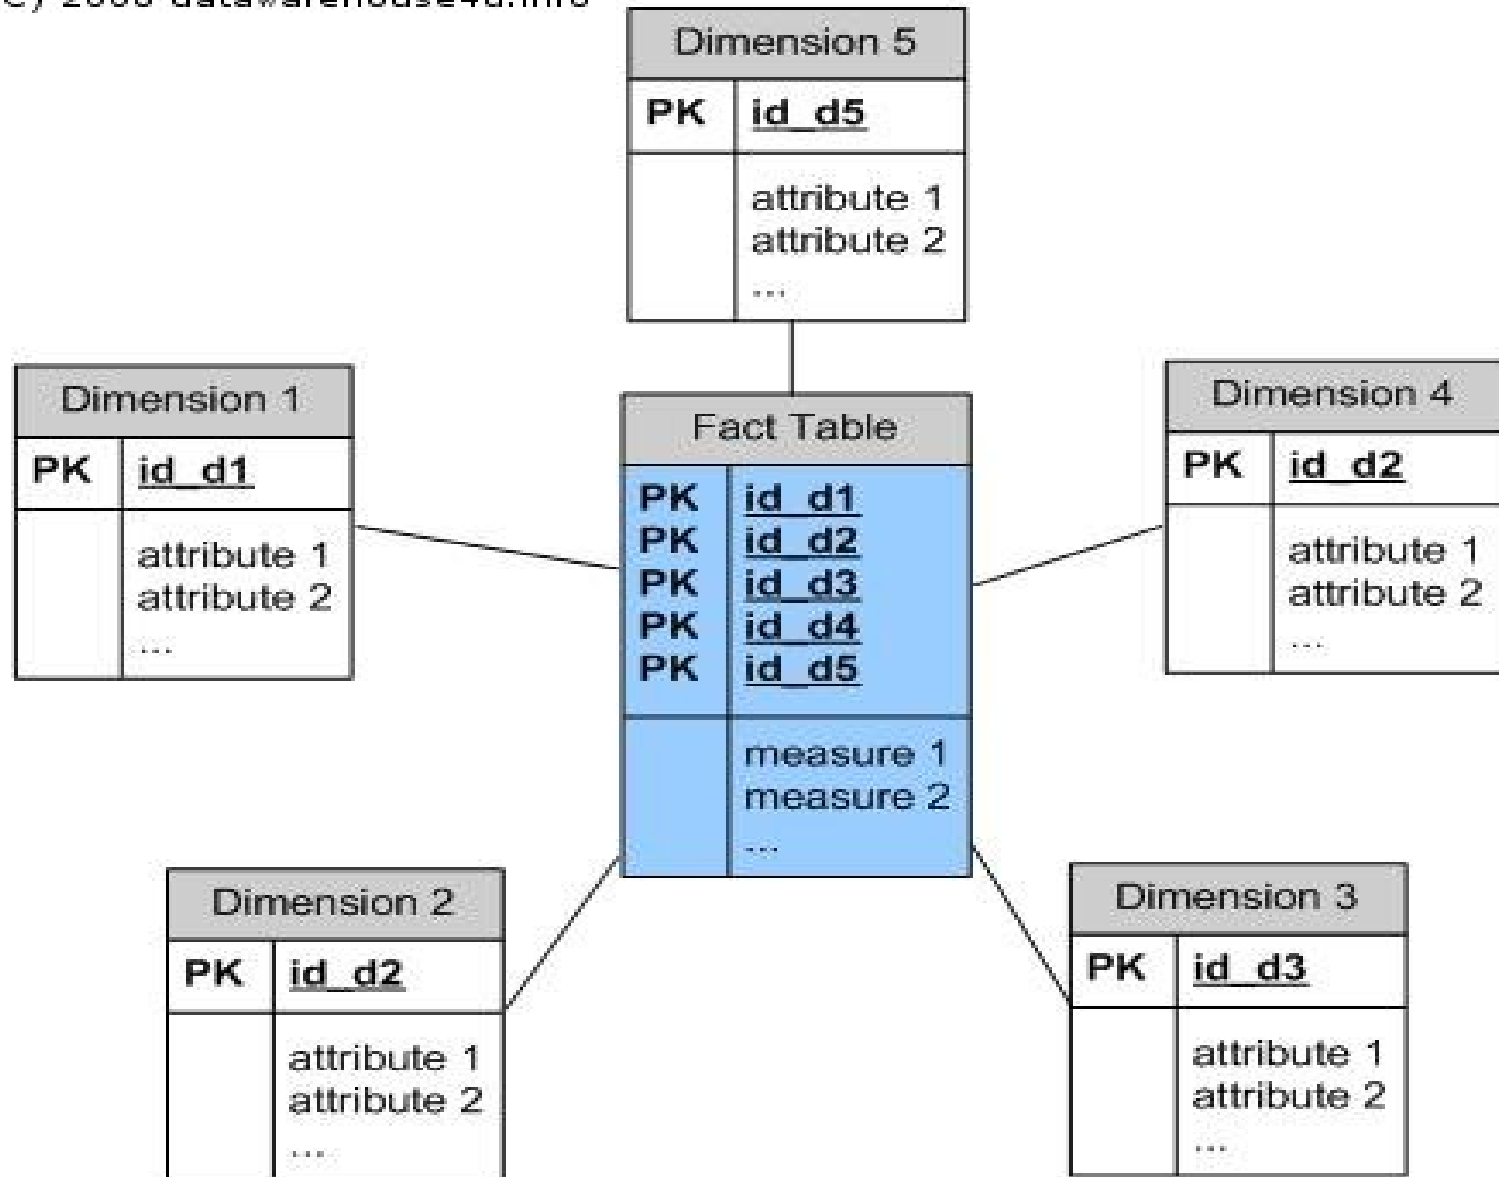 Dimension 5
PK id_d5
attribute 1
attribute 2
...
Dimension 1
PK id_d1
attribute 1
attribute 2
...
Fact Table
PK id_d1
PK id_d2
PK id_d3
PK id_d4
PK id_d5
measure 1
measure 2
...
Dimension 4
PK id_d2
attribute 1
attribute 2
...
Dimension 2
PK id_d2
attribute 1
attribute 2
...
Dimension 3
PK id_d3
attribute 1
attribute 2
...